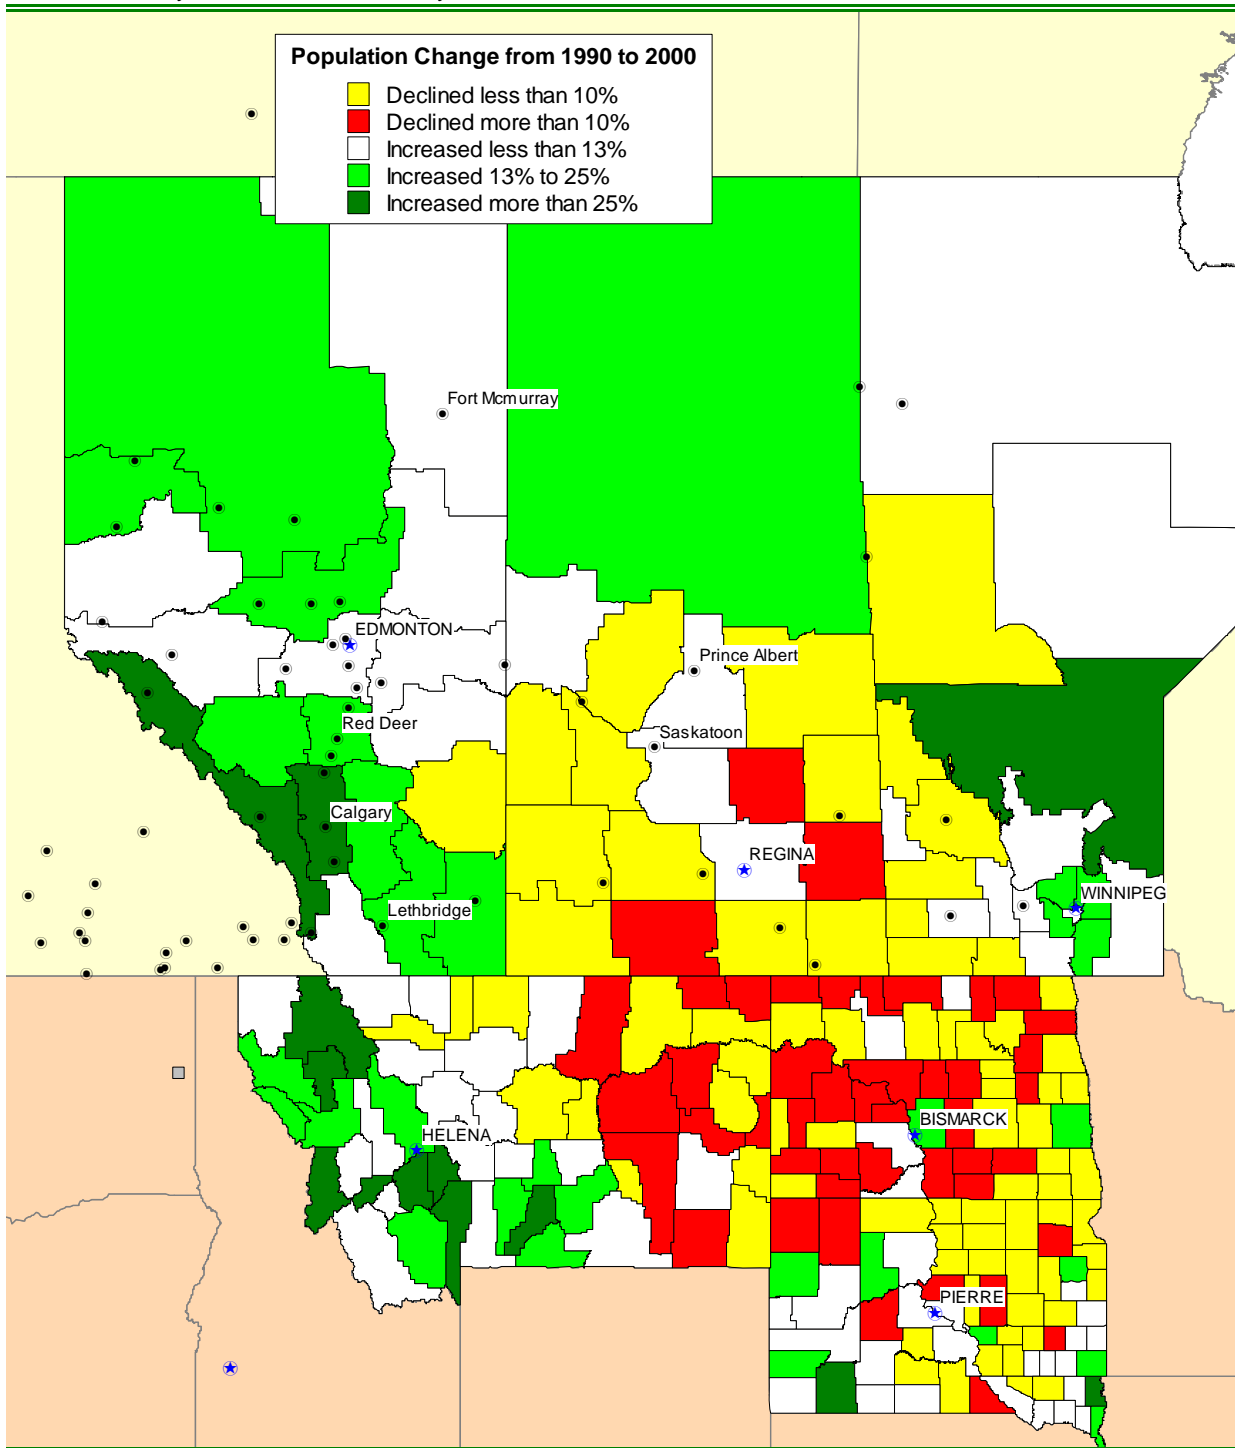 Population Change from 1990 to 2000
Declined less than 10%
Declined more than 10%
Increased less than 13%
Increased 13% to 25%
Increased more than 25%
Fort Mcmurray
EDMONTON
Prince Albert
Red Deer
Saskatoon
Calgary
REGINA
WINNIPEG
Lethbridge
BISMARCK
HELENA
PIERRE